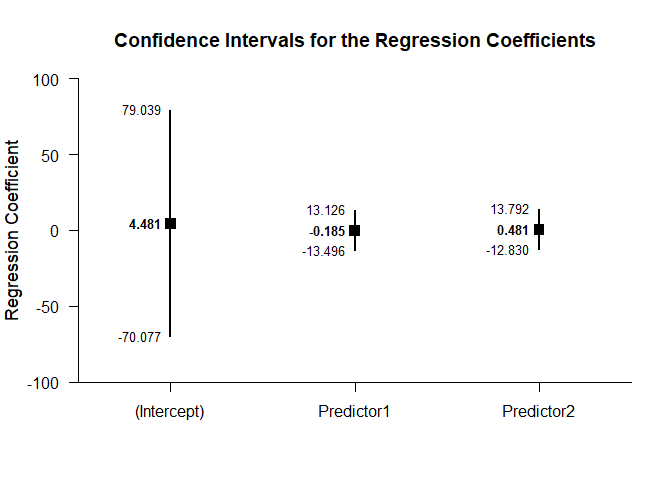 Confidence Intervals for the Regression Coefficients
Regression Coefficient
100
50
0
-50
-100
79.039
4.481
-70.077
13.126
-0.185
-13.496
13.792
0.481
-12.830
(Intercept)
Predictor1
Predictor2